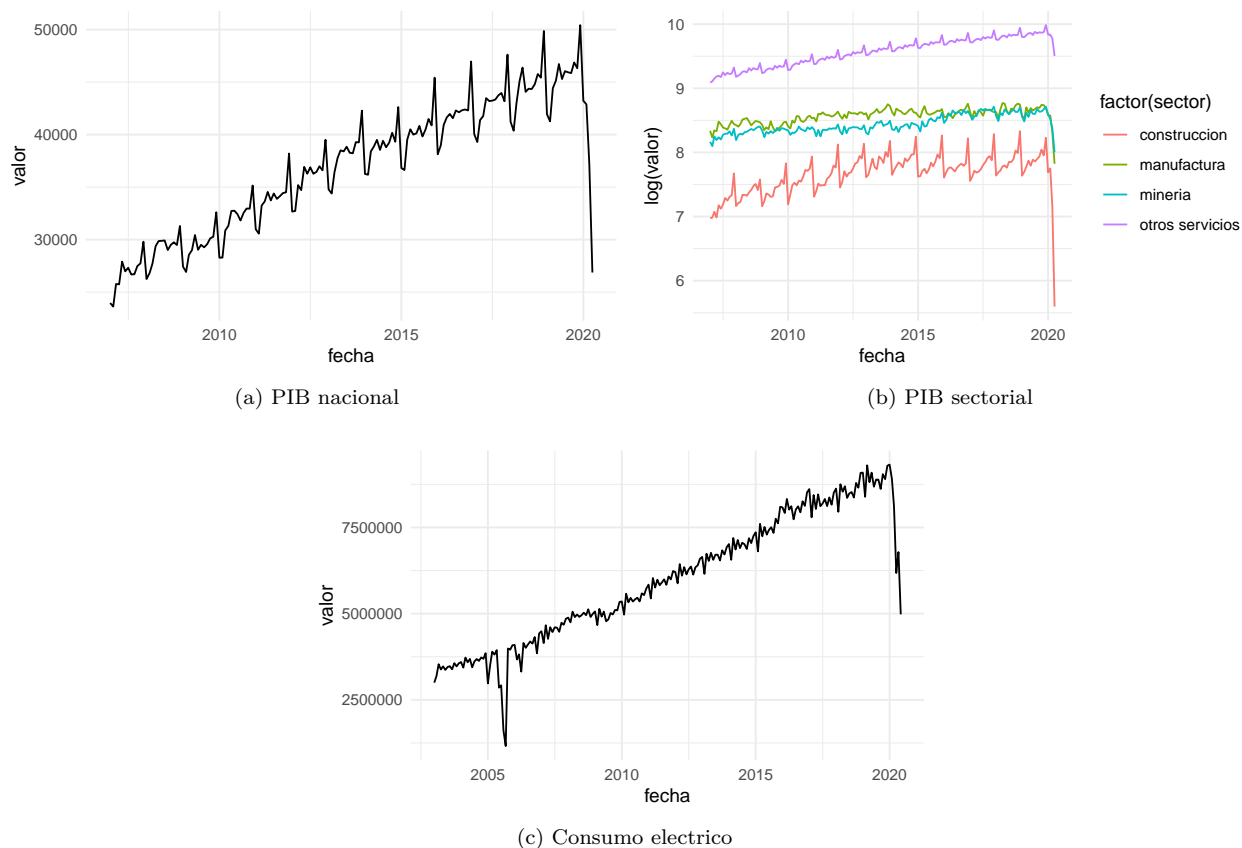 50000
40000
30000
valor
2010
2015
2020
fecha
(a) PIB nacional
10
9
8
7
6
log(valor)
2010
2015
2020
fecha
factor(sector)
construccion
manufactura
mineria
otros servicios
(b) PIB sectorial
7500000
5000000
2500000
valor
2005
2010
2015
2020
fecha
(c) Consumo electrico